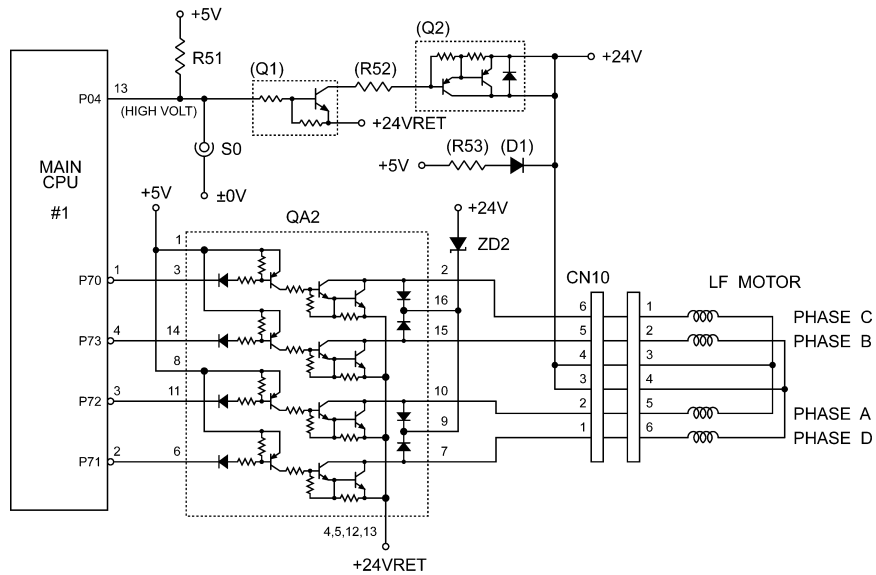 +5V
R51
(Q1)
(R52)
(Q2)
+24V
P04
13
(HIGH VOLT)
+24VRET
S0
±0V
+5V
(R53)
(D1)
MAIN
CPU
#1
+5V
QA2
+24V
ZD2
CN10
LF MOTOR
1
P70
1
3
2
16
6
1
PHASE C
P73
4
14
15
5
2
PHASE B
8
4
3
3
4
P72
3
11
10
2
5
PHASE A
9
1
6
PHASE D
P71
2
6
7
4,5,12,13
+24VRET